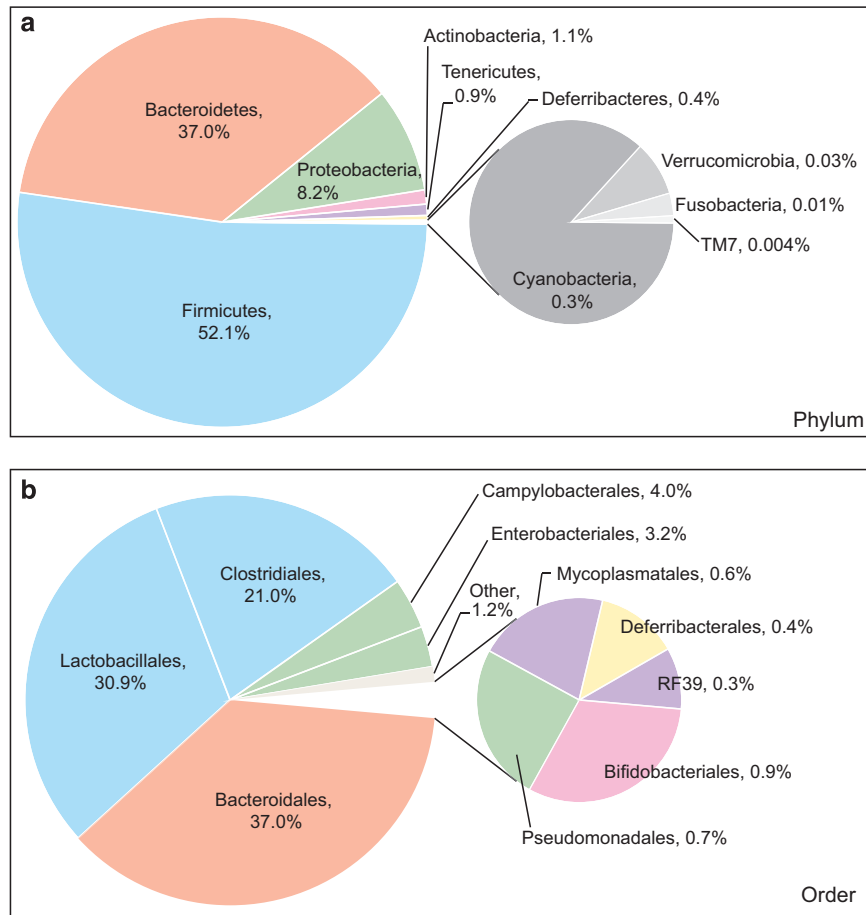 a
Actinobacteria, 1.1%
Tenericutes,
0.9%
Deferribacteres, 0.4%
Bacteroidetes,
37.0%
Proteobacteria,
8.2%
Verrucomicrobia, 0.03%
Fusobacteria, 0.01%
TM7, 0.004%
Cyanobacteria,
0.3%
Firmicutes,
52.1%
Phylum
b
Campylobacterales, 4.0%
Enterobacteriales, 3.2%
Mycoplasmatales, 0.6%
Other,
1.2%
Clostridiales,
21.0%
Deferribacterales, 0.4%
Lactobacillales,
30.9%
RF39, 0.3%
Bifidobacteriales, 0.9%
Bacteroidales,
37.0%
Pseudomonadales, 0.7%
Order